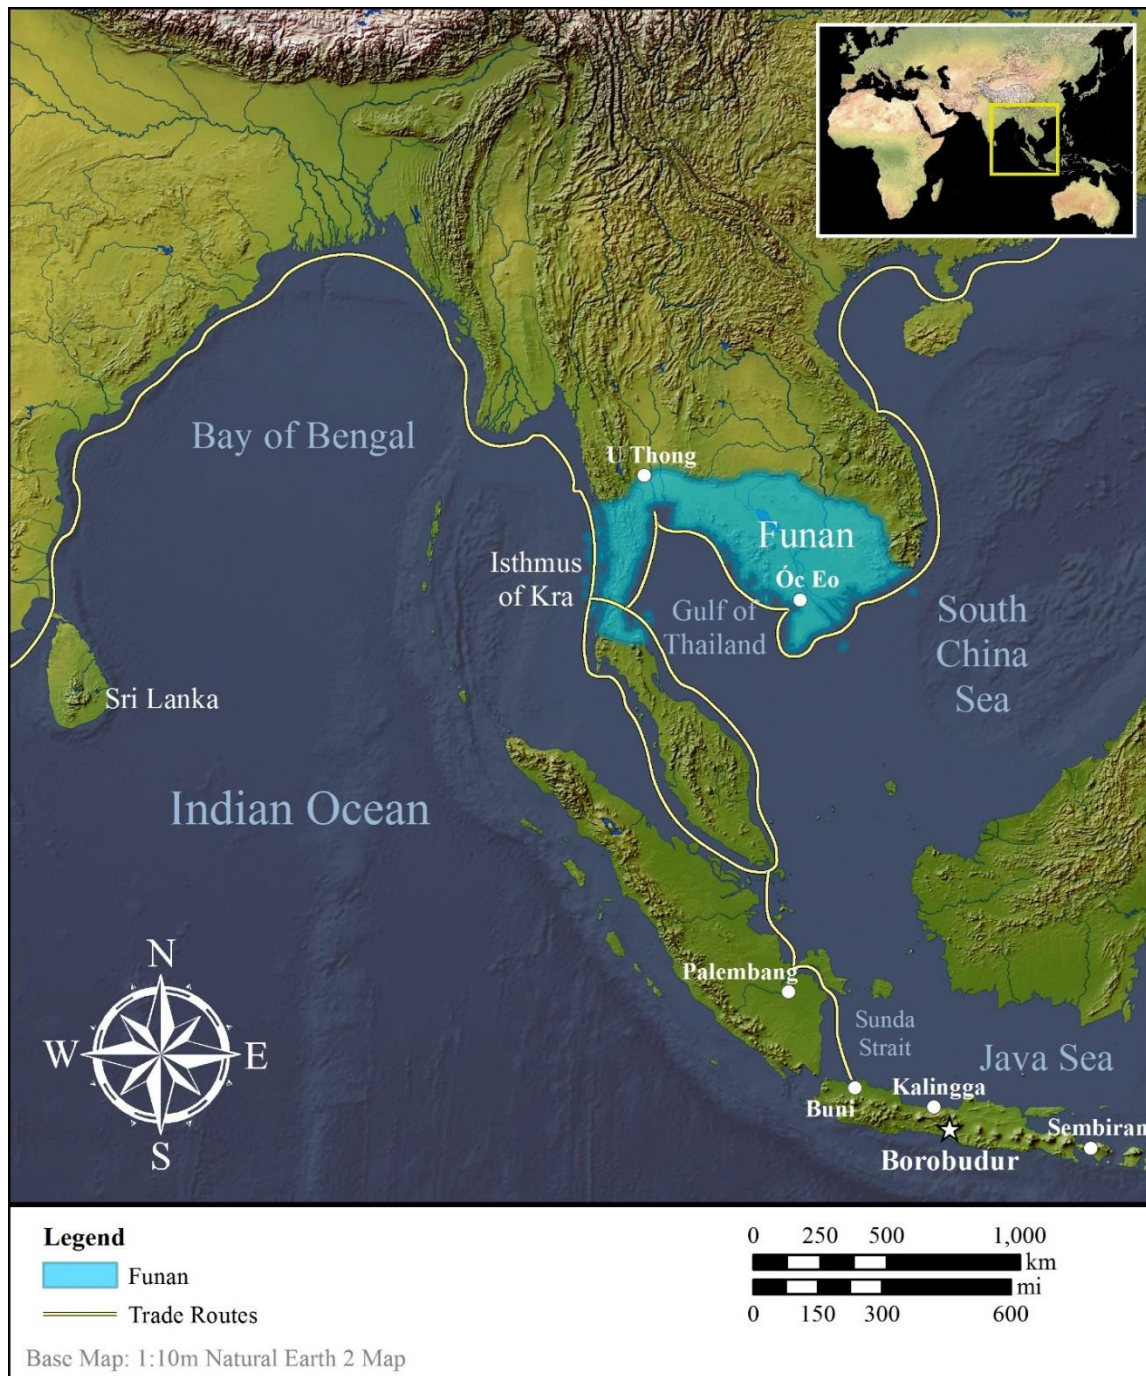 Bay of Bengal
U Thong
Funan
Isthmus
of Kra
Óc Eo
Gulf of
Thailand
South
China
Sea
Sri Lanka
Indian Ocean
N
W
E
S
Palembang
Sunda
Strait
Java Sea
Buni
Kalingga
Sembiran
Borobudur
Legend
Funan
Trade Routes
Base Map: 1:10m Natural Earth 2 Map
0 250 500 1,000
km
mi
0 150 300 600